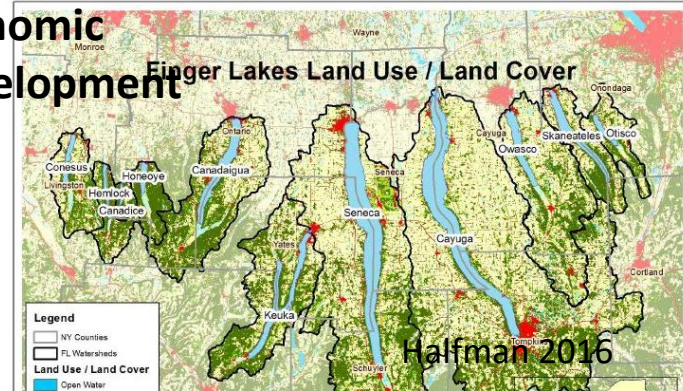 nomic
elopment
Finger Lakes Land Use / Land Cover
Monroe
Wayne
Onondaga
Ontario
Cayuga
Skaneateles
Otisco
Conesus
Livingston
Hemlock
Honeoye
Canadice
Canadaigua
Owasco
Seneca
Seneca
Cayuga
Yates
Cortland
Keuka
Schuyler
Tompki
Halfman 2016
Legend
NY Counties
FL Watersheds
Land Use / Land Cover
Open Water